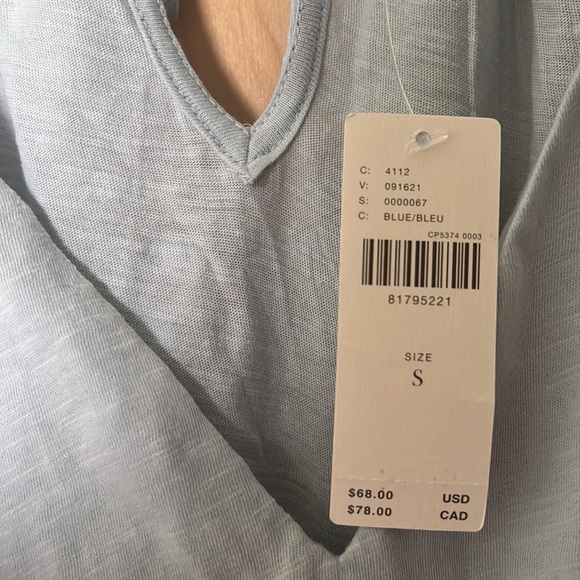 C: 4112
V: 091621
S: 0000067
C: BLUE/BLEU
CP5374 0003
81795221
SIZE
S
$68.00 USD
$78.00 CAD